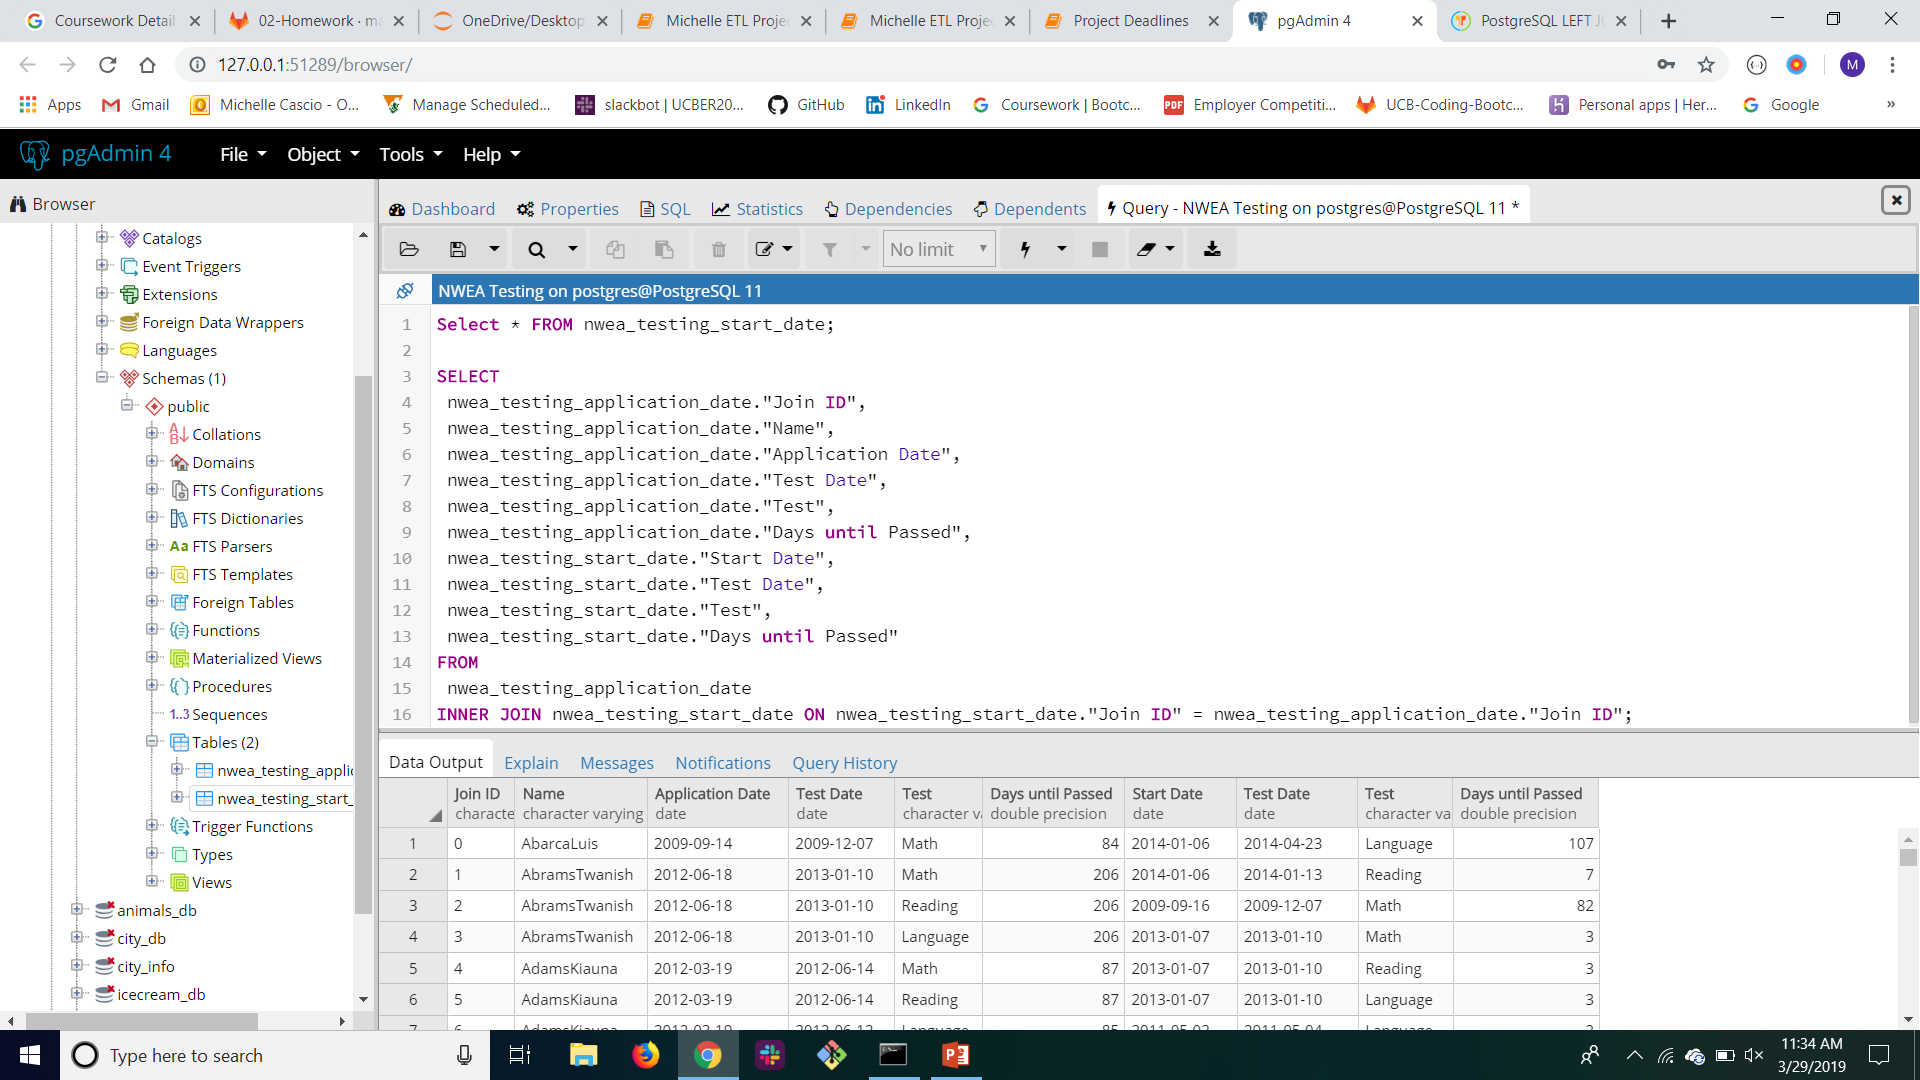 Coursework Detail
02-Homework · ma
OneDrive/Desktop
Michelle ETL Projec
Michelle ETL Projec
Project Deadlines
pgAdmin 4
PostgreSQL LEFT JO
127.0.0.1:51289/browser/
M
Apps
Gmail
Michelle Cascio - O...
Manage Scheduled...
slackbot | UCBER20...
GitHub
LinkedIn
Coursework | Bootc...
PDF
Employer Competiti...
UCB-Coding-Bootc...
Personal apps | Her...
Google
»
pgAdmin 4
File
Object
Tools
Help
Browser
Dashboard
Properties
SQL
Statistics
Dependencies
Dependents
Query - NWEA Testing on postgres@PostgreSQL 11 *
No limit
NWEA Testing on postgres@PostgreSQL 11
Catalogs
Event Triggers
Extensions
Foreign Data Wrappers
Languages
Schemas (1)
public
Collations
Domains
FTS Configurations
FTS Dictionaries
Aa FTS Parsers
FTS Templates
Foreign Tables
Functions
Materialized Views
Procedures
1..3 Sequences
Tables (2)
nwea_testing_applic
nwea_testing_start_
Trigger Functions
Types
Views
animals_db
city_db
city_info
icecream_db
1 Select * FROM nwea_testing_start_date;
2
3 SELECT
4 nwea_testing_application_date."Join ID",
5 nwea_testing_application_date."Name",
6 nwea_testing_application_date."Application Date",
7 nwea_testing_application_date."Test Date",
8 nwea_testing_application_date."Test",
9 nwea_testing_application_date."Days until Passed",
10 nwea_testing_start_date."Start Date",
11 nwea_testing_start_date."Test Date",
12 nwea_testing_start_date."Test",
13 nwea_testing_start_date."Days until Passed"
14 FROM
15 nwea_testing_application_date
16 INNER JOIN nwea_testing_start_date ON nwea_testing_start_date."Join ID" = nwea_testing_application_date."Join ID";
Data Output
Explain
Messages
Notifications
Query History
Join ID Name Application Date Test Date Test Days until Passed Start Date Test Date Test Days until Passed
characte character varying date date character va double precision date date character va double precision
1 0 AbarcaLuis 2009-09-14 2009-12-07 Math 84 2014-01-06 2014-04-23 Language 107
2 1 AbramsTwanish 2012-06-18 2013-01-10 Math 206 2014-01-06 2014-01-13 Reading 7
3 2 AbramsTwanish 2012-06-18 2013-01-10 Reading 206 2009-09-16 2009-12-07 Math 82
4 3 AbramsTwanish 2012-06-18 2013-01-10 Language 206 2013-01-07 2013-01-10 Math 3
5 4 AdamsKiauna 2012-03-19 2012-06-14 Math 87 2013-01-07 2013-01-10 Reading 3
6 5 AdamsKiauna 2012-03-19 2012-06-14 Reading 87 2013-01-07 2013-01-10 Language 3
Type here to search
11:34 AM
3/29/2019